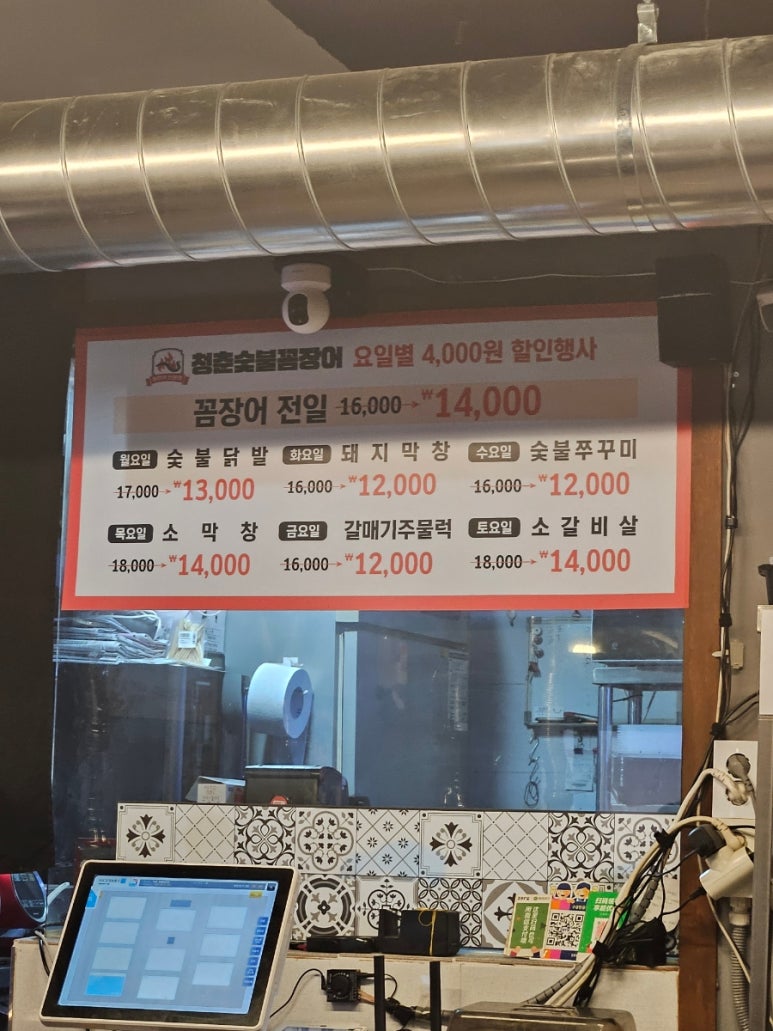 청춘숯불꼼장어 요일별 4,000원 할인행사
꼼장어 전일 16,000→₩14,000
월요일 숯불닭발 화요일 돼지막창 수요일 숯불쭈꾸미
17,000→₩13,000 16,000→₩12,000 16,000→₩12,000
목요일 소막창 금요일 갈매기주물럭 토요일 소갈비살
18,000→₩14,000 16,000→₩12,000 18,000→₩14,000